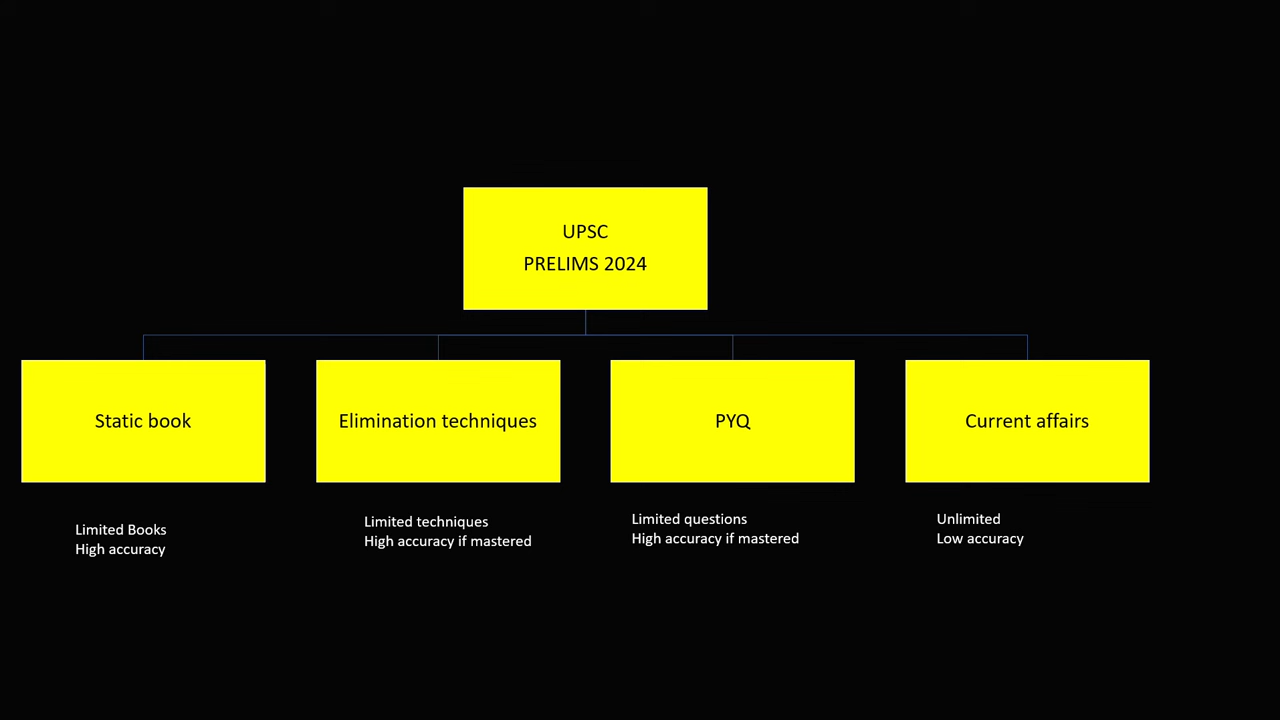 UPSC
PRELIMS 2024
Static book
Elimination techniques
PYQ
Current affairs
Limited Books
High accuracy
Limited techniques
High accuracy if mastered
Limited questions
High accuracy if mastered
Unlimited
Low accuracy